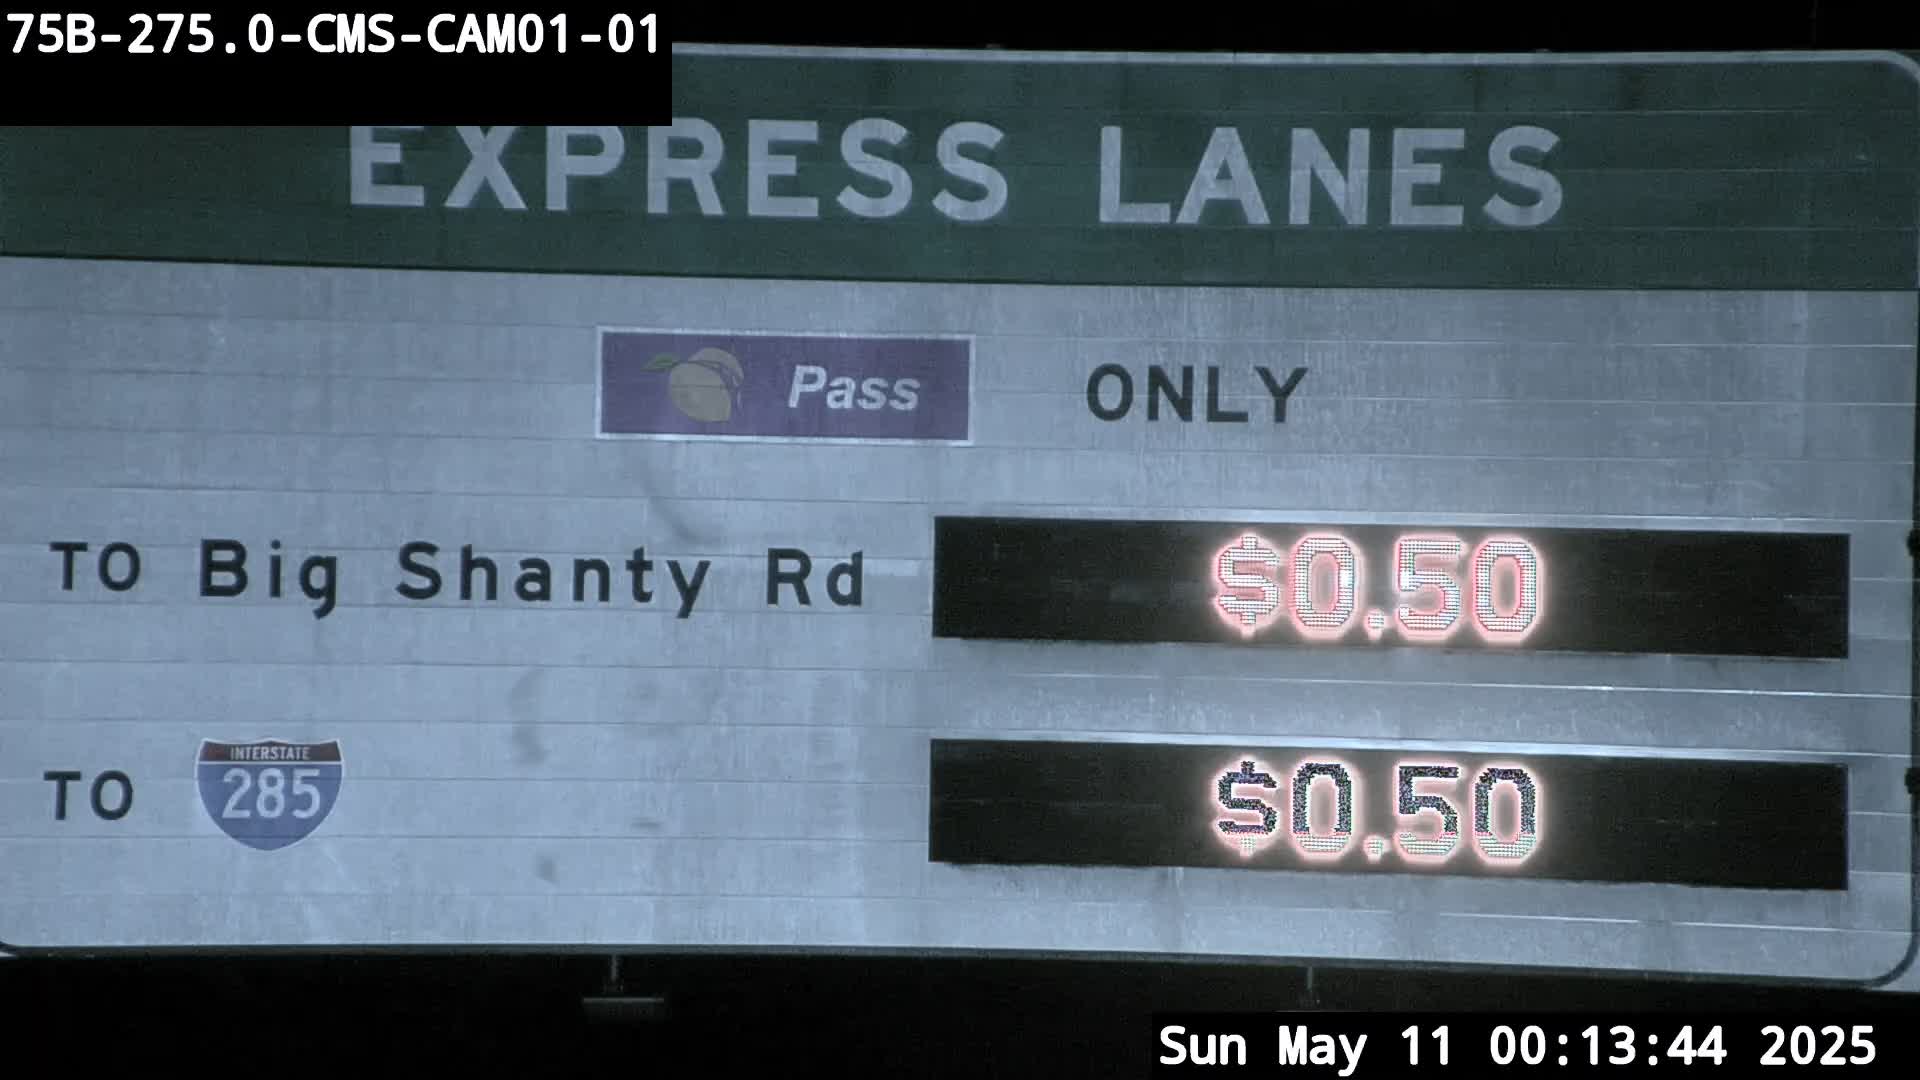 75B-275.0-CMS-CAM01-01
EXPRESS LANES
Pass ONLY
TO Big Shanty Rd $0.50
TO INTERSTATE 285 $0.50
Sun May 11 00:13:44 2025